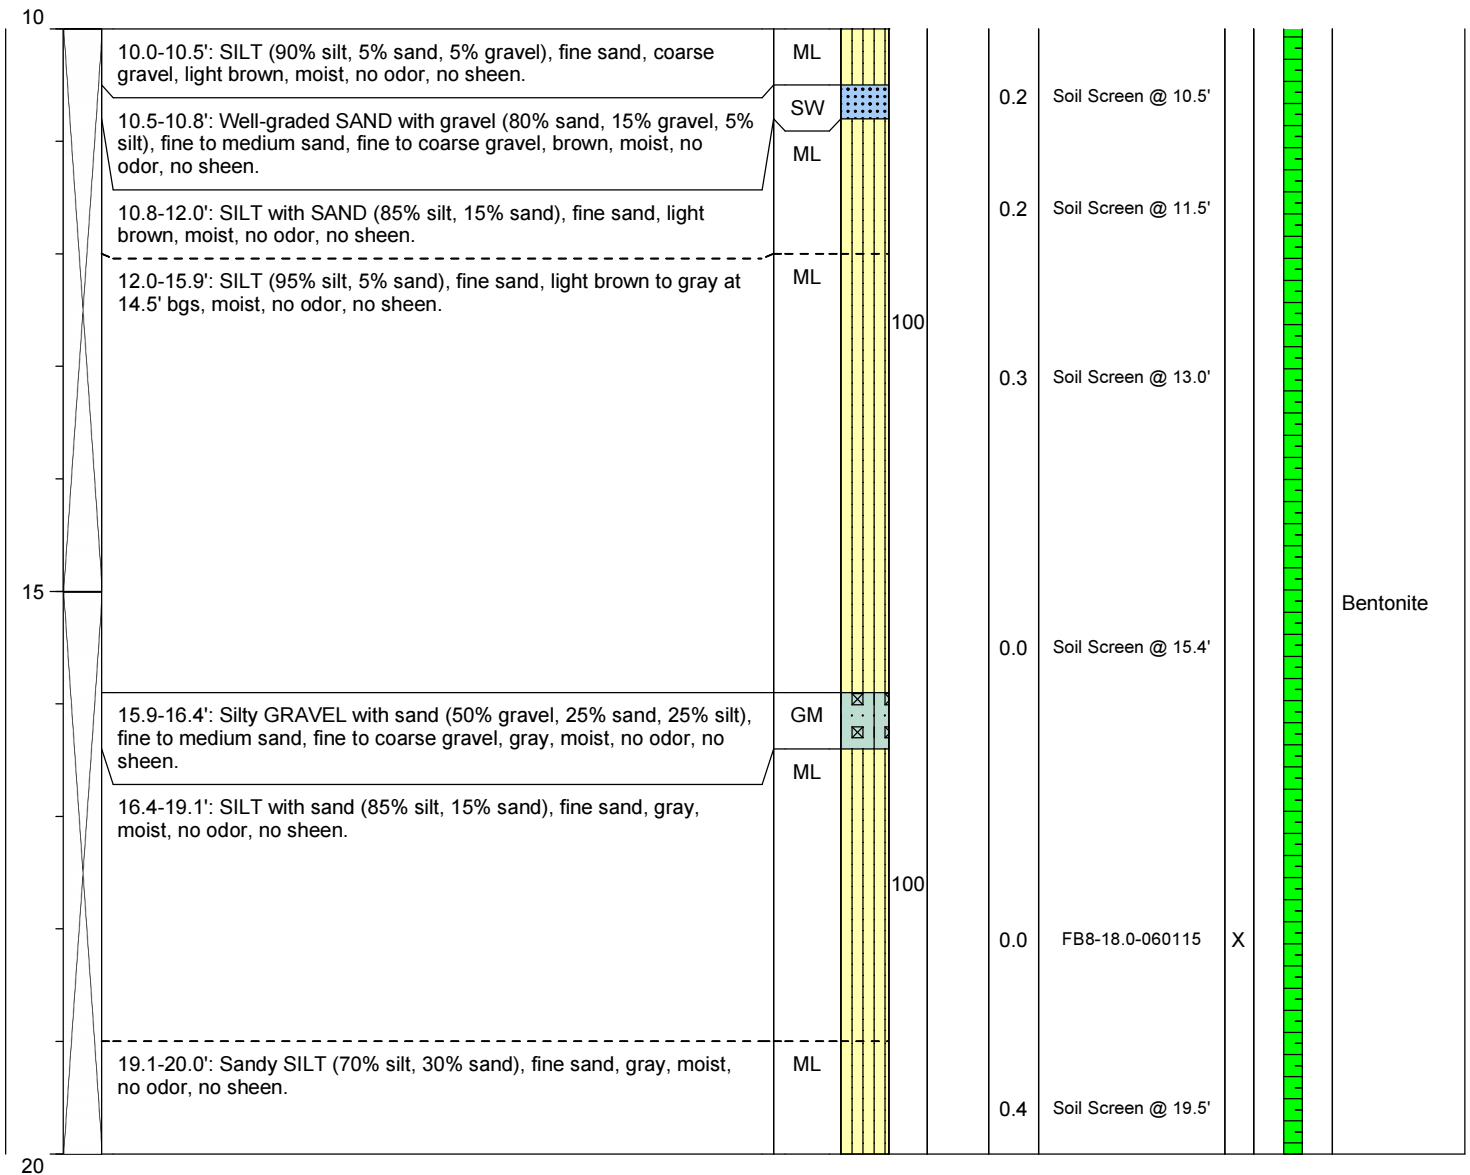 10
10.0-10.5': SILT (90% silt, 5% sand, 5% gravel), fine sand, coarse
gravel, light brown, moist, no odor, no sheen.
ML
SW
0.2
Soil Screen @ 10.5'
10.5-10.8': Well-graded SAND with gravel (80% sand, 15% gravel, 5%
silt), fine to medium sand, fine to coarse gravel, brown, moist, no
odor, no sheen.
ML
10.8-12.0': SILT with SAND (85% silt, 15% sand), fine sand, light
brown, moist, no odor, no sheen.
0.2
Soil Screen @ 11.5'
12.0-15.9': SILT (95% silt, 5% sand), fine sand, light brown to gray at
14.5' bgs, moist, no odor, no sheen.
ML
100
0.3
Soil Screen @ 13.0'
15
Bentonite
0.0
Soil Screen @ 15.4'
15.9-16.4': Silty GRAVEL with sand (50% gravel, 25% sand, 25% silt),
fine to medium sand, fine to coarse gravel, gray, moist, no odor, no
sheen.
GM
ML
16.4-19.1': SILT with sand (85% silt, 15% sand), fine sand, gray,
moist, no odor, no sheen.
100
0.0
FB8-18.0-060115
X
19.1-20.0': Sandy SILT (70% silt, 30% sand), fine sand, gray, moist,
no odor, no sheen.
ML
0.4
Soil Screen @ 19.5'
20